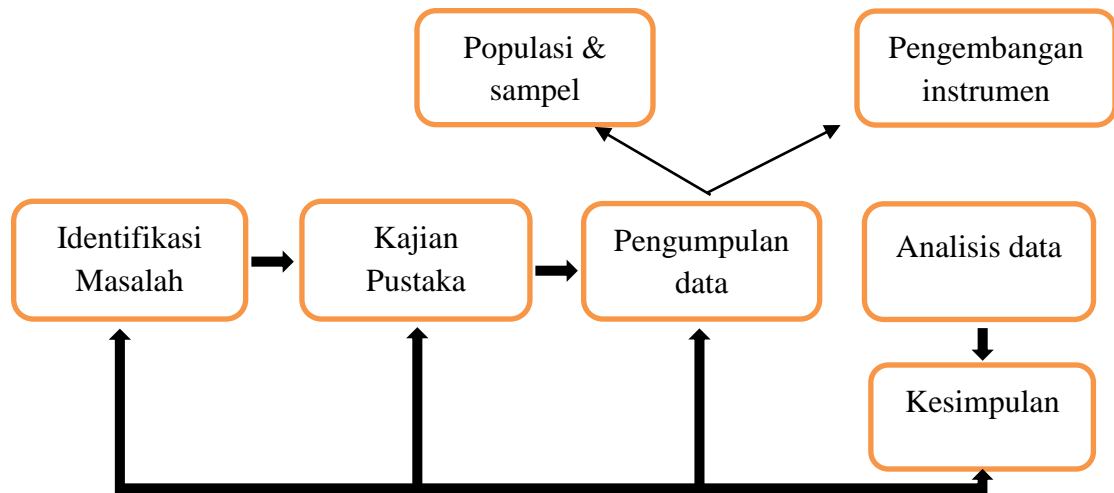 Populasi &
sampel
Pengembangan
instrumen
Identifikasi
Masalah
Kajian
Pustaka
Pengumpulan
data
Analisis data
Kesimpulan